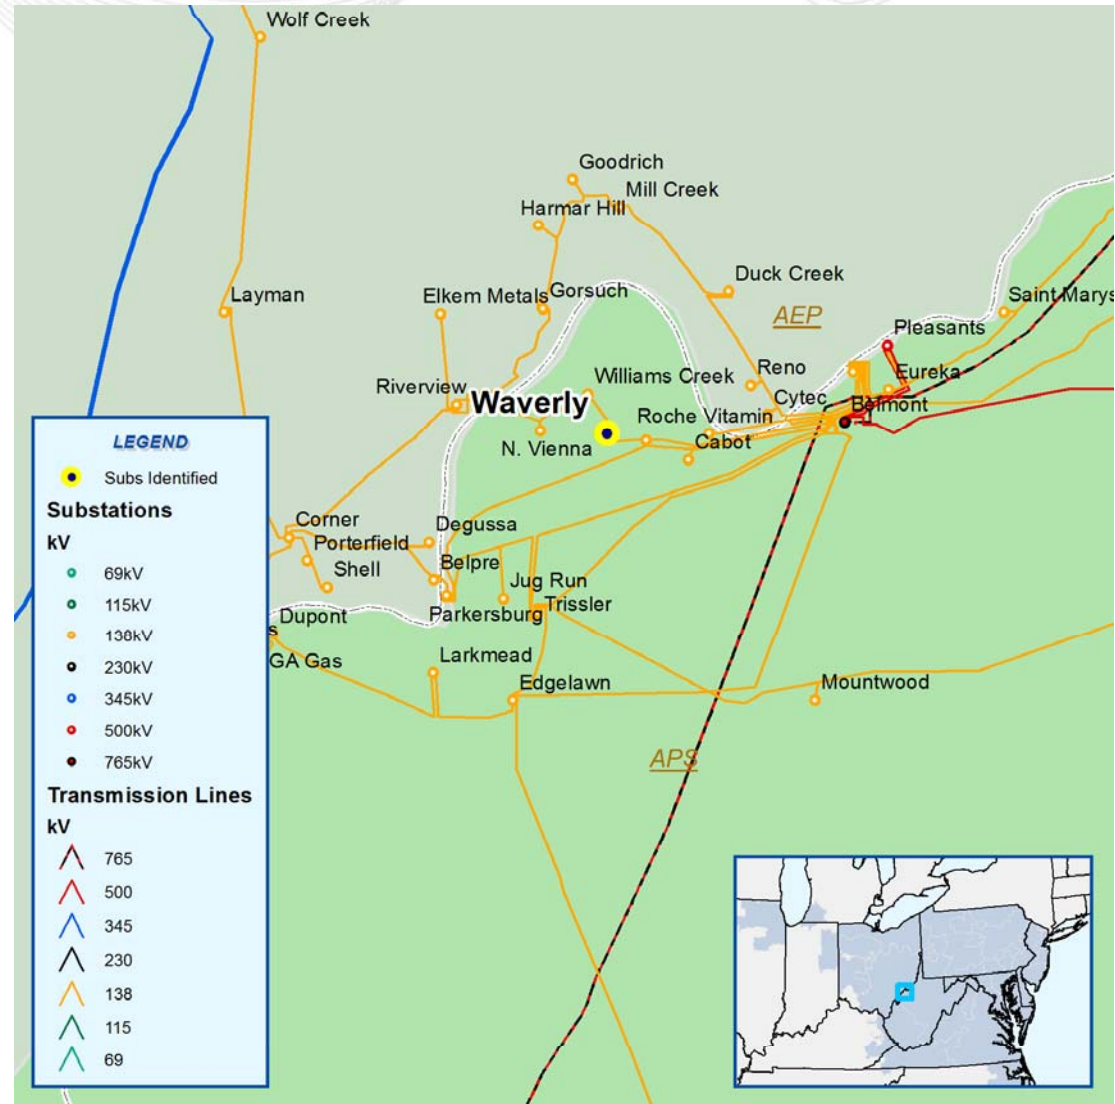 Wolf Creek
Goodrich
Mill Creek
Harmar Hill
Duck Creek
Layman
Elkem Metals
Gorsuch
Saint Marys
AEP
Pleasants
Reno
Eureka
Riverview
Williams Creek
Waverly
Cytec
Belmont
Roche Vitamin
N. Vienna
Cabot
Corner
Degussa
Porterfield
Shell
Belpre
Jug Run
Dupont
Parkersburg
Trissler
s
GA Gas
Larkmead
Edgelawn
Mountwood
APS
LEGEND
Subs Identified
Substations
kV
69kV
115kV
138kV
230kV
345kV
500kV
765kV
Transmission Lines
kV
765
500
345
230
138
115
69